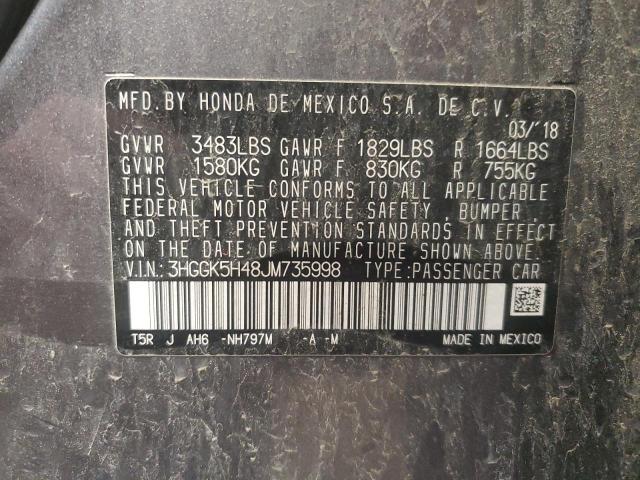 MFD. BY HONDA DE MEXICO S.A. DE C.V.
03/'18
GVWR 3483LBS GAWR F 1829LBS R 1664LBS
GVWR 1580KG GAWR F 830KG R 755KG
THIS VEHICLE CONFORMS TO ALL APPLICABLE
FEDERAL MOTOR VEHICLE SAFETY, BUMPER,
AND THEFT PREVENTION STANDARDS IN EFFECT
ON THE DATE OF MANUFACTURE SHOWN ABOVE.
V.I.N.: 3HGGK5H48JM735998 TYPE: PASSENGER CAR
T5R J AH6 -NH797M -A -M MADE IN MEXICO